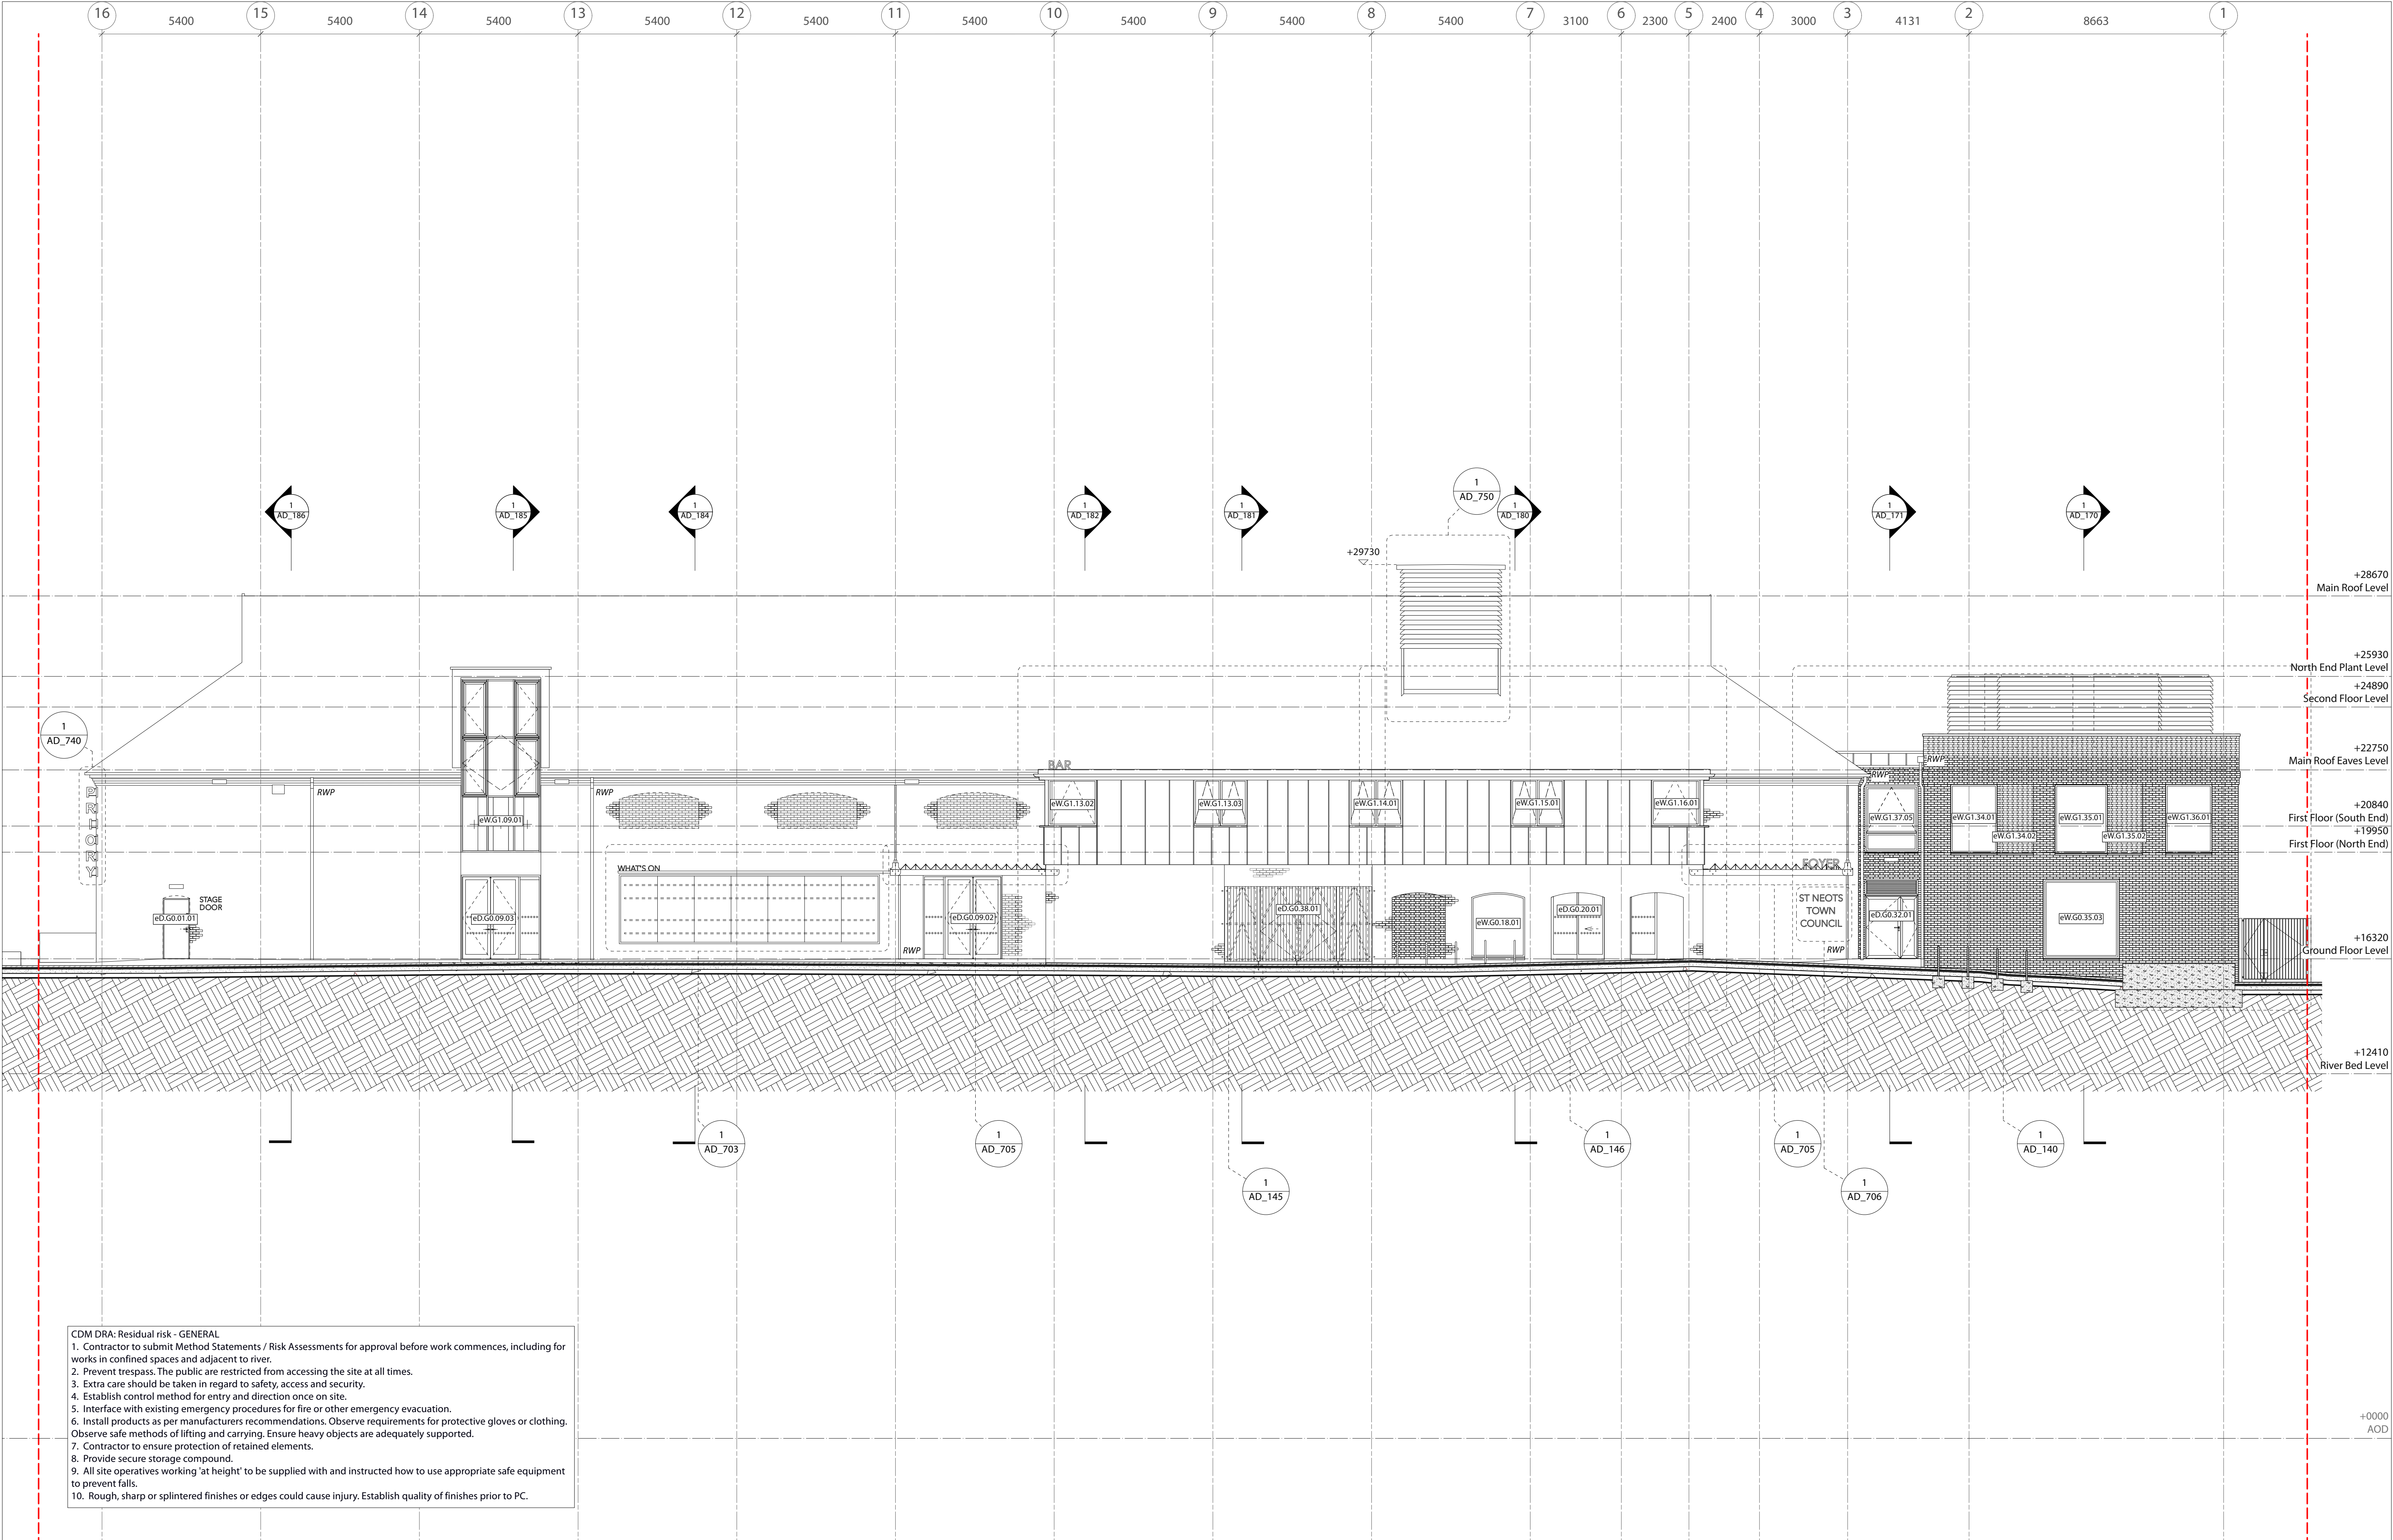 16
15
14
13
12
11
10
9
8
7
6
5
4
3
2
1
5400
5400
5400
5400
5400
5400
5400
5400
5400
3100
2300
2400
3000
4131
8663
1
AD_750
1
AD_186
1
AD_185
1
AD_184
1
AD_182
1
AD_181
1
AD_180
1
AD_171
1
AD_170
+29730
+28670
Main Roof Level
+25930
North End Plant Level
+24890
Second Floor Level
+22750
Main Roof Eaves Level
+20840
First Floor (South End)
+19950
First Floor (North End)
+16320
Ground Floor Level
+12410
River Bed Level
+0000
AOD
1
AD_740
PRIORY
BAR
RWP
RWP
RWP
RWP
eW.G1.09.01
eW.G1.13.02
eW.G1.13.03
eW.G1.14.01
eW.G1.15.01
eW.G1.16.01
eW.G1.37.05
eW.G1.34.01
eW.G1.34.02
eW.G1.35.01
eW.G1.35.02
eW.G1.36.01
WHAT'S ON
FOYER
STAGE
DOOR
eD.G0.01.01
eD.G0.09.03
eD.G0.09.02
eD.G0.38.01
eW.G0.18.01
eD.G0.20.01
ST NEOTS
TOWN
COUNCIL
eD.G0.32.01
eW.G0.35.03
RWP
RWP
1
AD_703
1
AD_705
1
AD_145
1
AD_146
1
AD_705
1
AD_706
1
AD_140
CDM DRA: Residual risk - GENERAL
1. Contractor to submit Method Statements / Risk Assessments for approval before work commences, including for
works in confined spaces and adjacent to river.
2. Prevent trespass. The public are restricted from accessing the site at all times.
3. Extra care should be taken in regard to safety, access and security.
4. Establish control method for entry and direction once on site.
5. Interface with existing emergency procedures for fire or other emergency evacuation.
6. Install products as per manufacturers recommendations. Observe requirements for protective gloves or clothing.
Observe safe methods of lifting and carrying. Ensure heavy objects are adequately supported.
7. Contractor to ensure protection of retained elements.
8. Provide secure storage compound.
9. All site operatives working 'at height' to be supplied with and instructed how to use appropriate safe equipment
to prevent falls.
10. Rough, sharp or splintered finishes or edges could cause injury. Establish quality of finishes prior to PC.